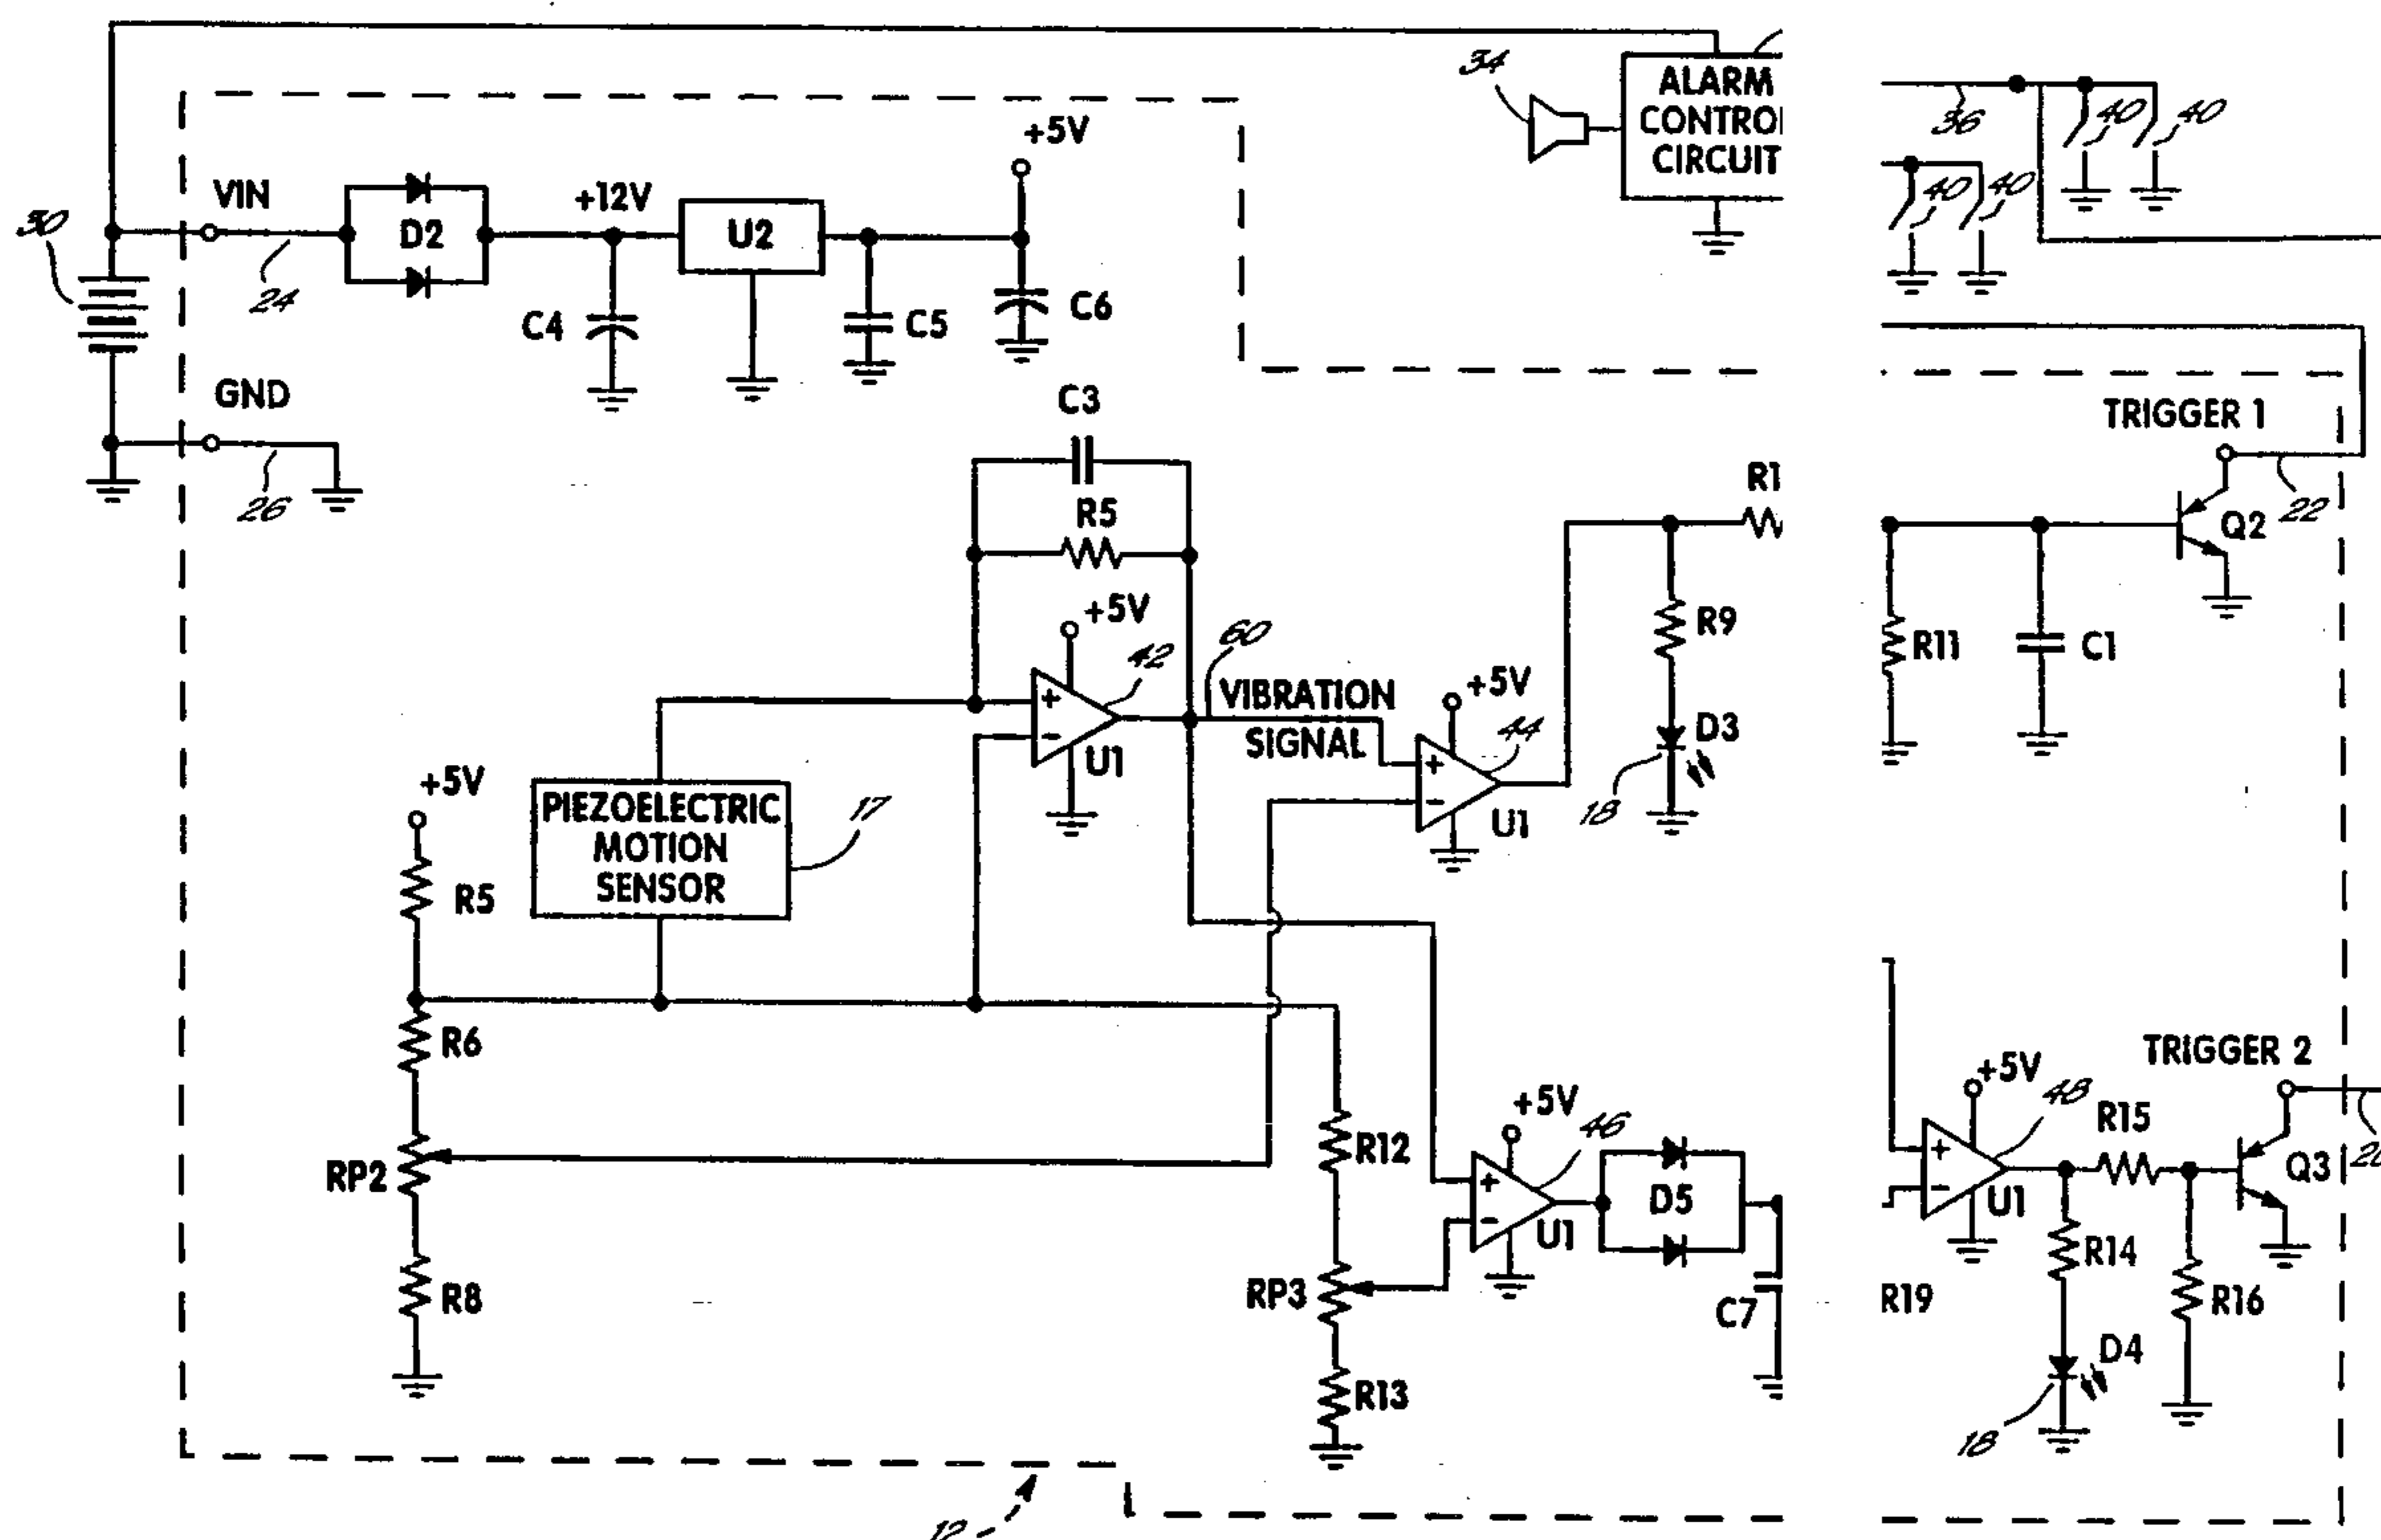 34
ALARM
CONTROL
CIRCUIT
36
40
40
40
40
+5V
VIN
+12V
30
D2
U2
24
C4
C5
C6
GND
26
C3
R5
TRIGGER 1
R1
Q2
22
+5V
42
60
R9
R11
C1
VIBRATION
SIGNAL
+5V
44
D3
U1
18
U1
+5V
PIEZOELECTRIC
MOTION
SENSOR
17
R5
R6
RP2
R8
R12
RP3
R13
+5V
46
U1
D5
C7
TRIGGER 2
+5V
48
R15
Q3
20
U1
R14
R19
R16
D4
18
12